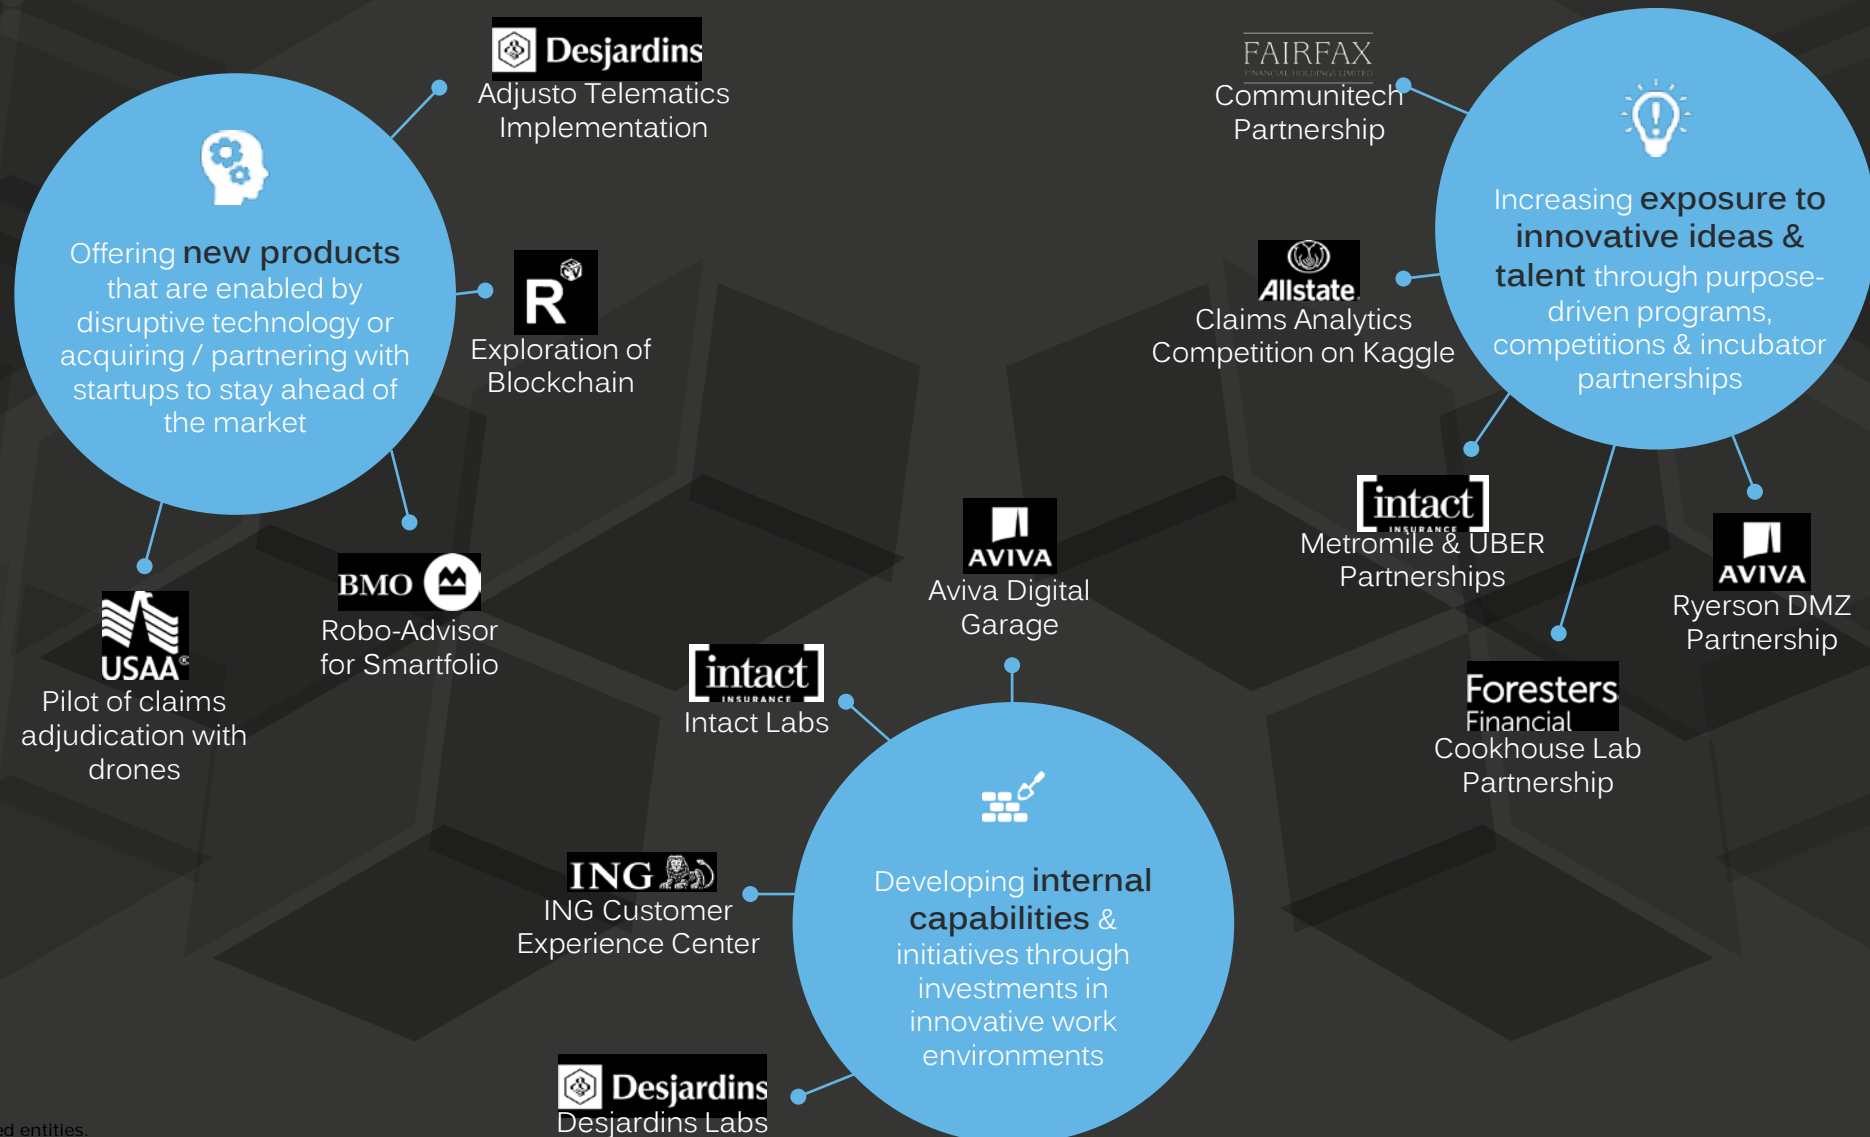 Desjardins
Adjusto Telematics
Implementation
Offering new products
that are enabled by
disruptive technology or
acquiring / partnering with
startups to stay ahead of
the market
R
Exploration of
Blockchain
BMO
Robo-Advisor
for Smartfolio
USAA®
Pilot of claims
adjudication with
drones
FAIRFAX
FINANCIAL HOLDINGS LIMITED
Communitech
Partnership
Increasing exposure to
innovative ideas &
talent through purpose-
driven programs,
competitions & incubator
partnerships
Allstate
Claims Analytics
Competition on Kaggle
intact
INSURANCE
Metromile & UBER
Partnerships
AVIVA
Ryerson DMZ
Partnership
Foresters
Financial
Cookhouse Lab
Partnership
AVIVA
Aviva Digital
Garage
intact
INSURANCE
Intact Labs
ING
ING Customer
Experience Center
Developing internal
capabilities &
initiatives through
investments in
innovative work
environments
Desjardins
Desjardins Labs
ed entities.